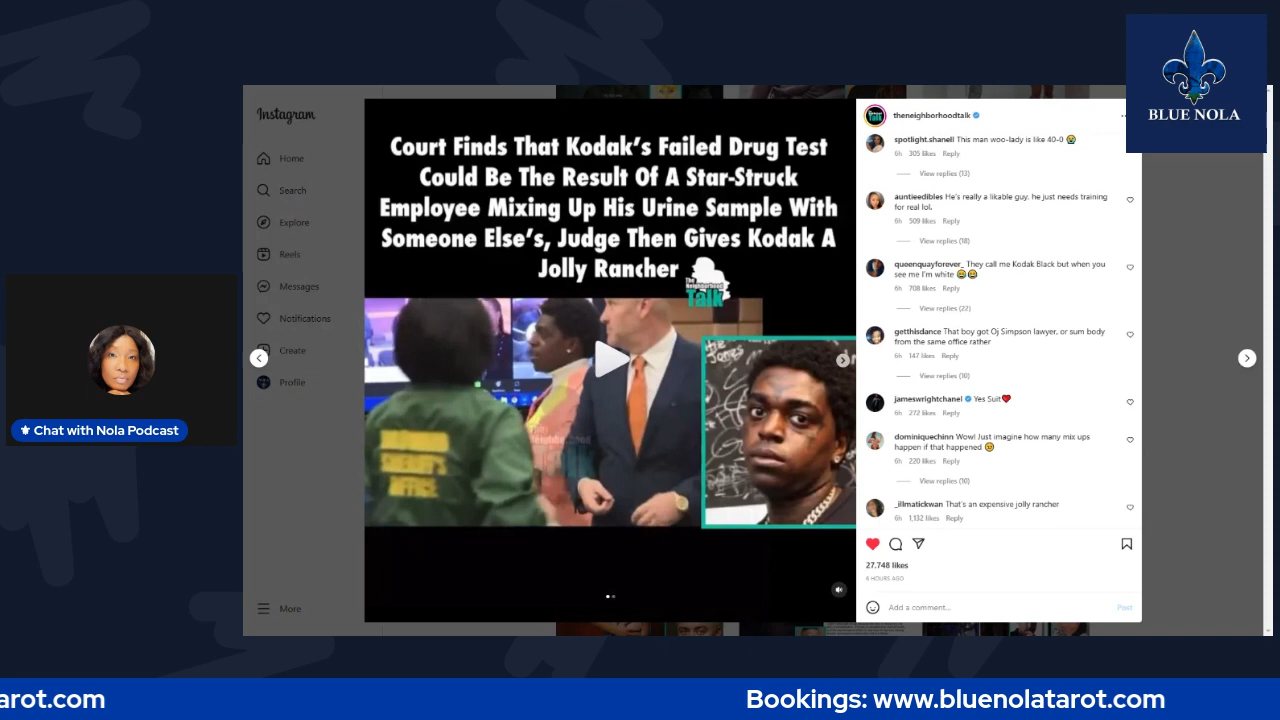 BLUE NOLA
Instagram
Home
Search
Explore
Reels
Messages
Notifications
Create
Profile
More
Chat with Nola Podcast
Court Finds That Kodak's Failed Drug Test
Could Be The Result Of A Star-Struck
Employee Mixing Up His Urine Sample With
Someone Else's, Judge Then Gives Kodak A
Jolly Rancher
The
Neighborhood
Talk
theneighborhoodtalk
spotlight.shanell This man woo-lady is like 40-0 😭
6h 305 likes Reply
View replies (13)
auntieedibles He's really a likable guy, he just needs training
for real lol.
6h 509 likes Reply
View replies (18)
queenquayforever_ They call me Kodak Black but when you
see me I'm white 😂😂
6h 708 likes Reply
View replies (22)
getthisdance That boy got Oj Simpson lawyer, or sum body
from the same office rather
6h 147 likes Reply
View replies (10)
jameswrightchanel Yes Suit❤️
6h 272 likes Reply
dominiquechinn Wow! Just imagine how many mix ups
happen if that happened 🥴
6h 220 likes Reply
View replies (10)
_illmatickwan That's an expensive jolly rancher
6h 1,132 likes Reply
27,748 likes
6 HOURS AGO
Add a comment...
Post
arot.com
Bookings: www.bluenolatarot.com